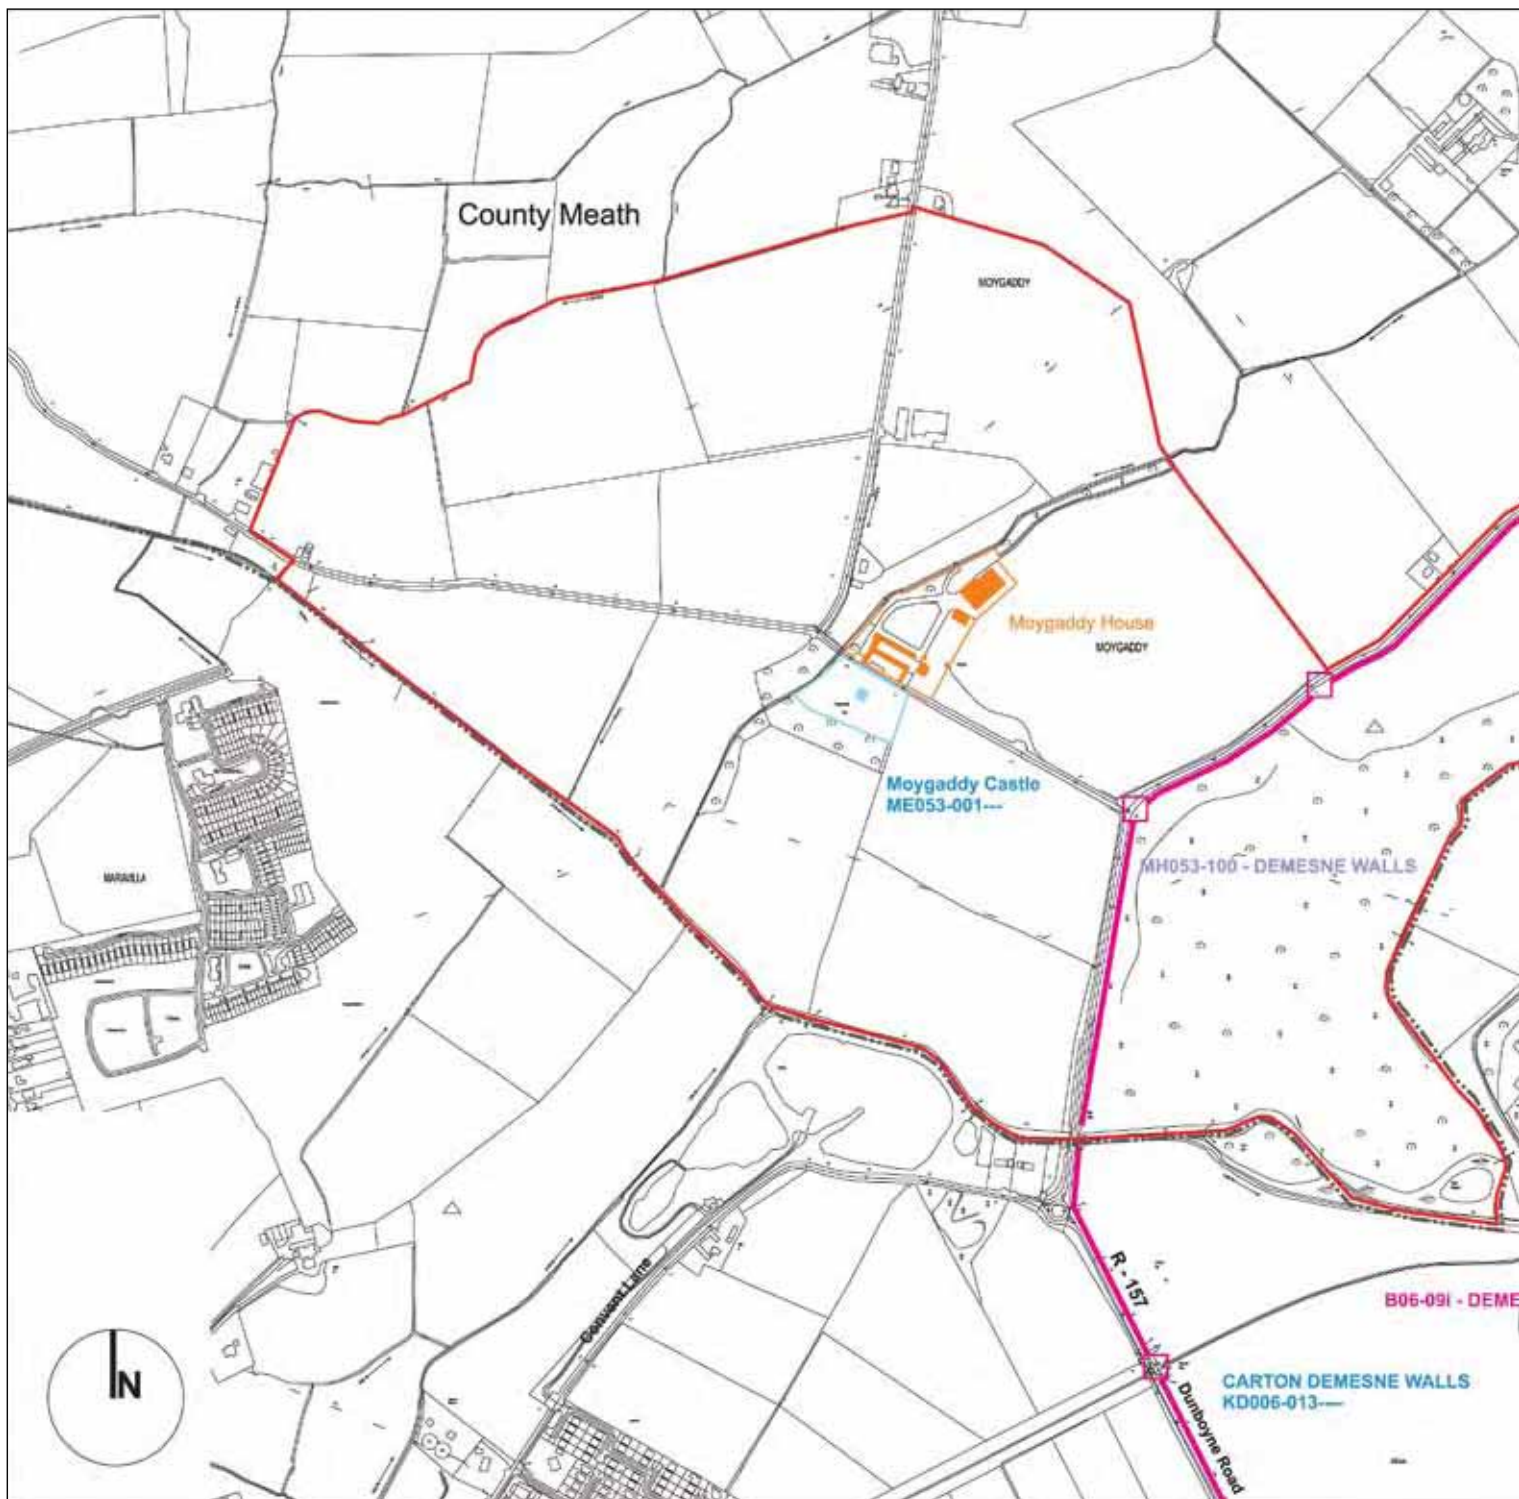 County Meath
MOYGADDY
Moygaddy House
MOYGADDY
Moygaddy Castle
ME053-001---
MH053-100 - DEMESNE WALLS
MARIAVILLA
R - 157
Convent Lane
B06-09i - DEME
CARTON DEMESNE WALLS
KD006-013----
Dunboyne Road
N